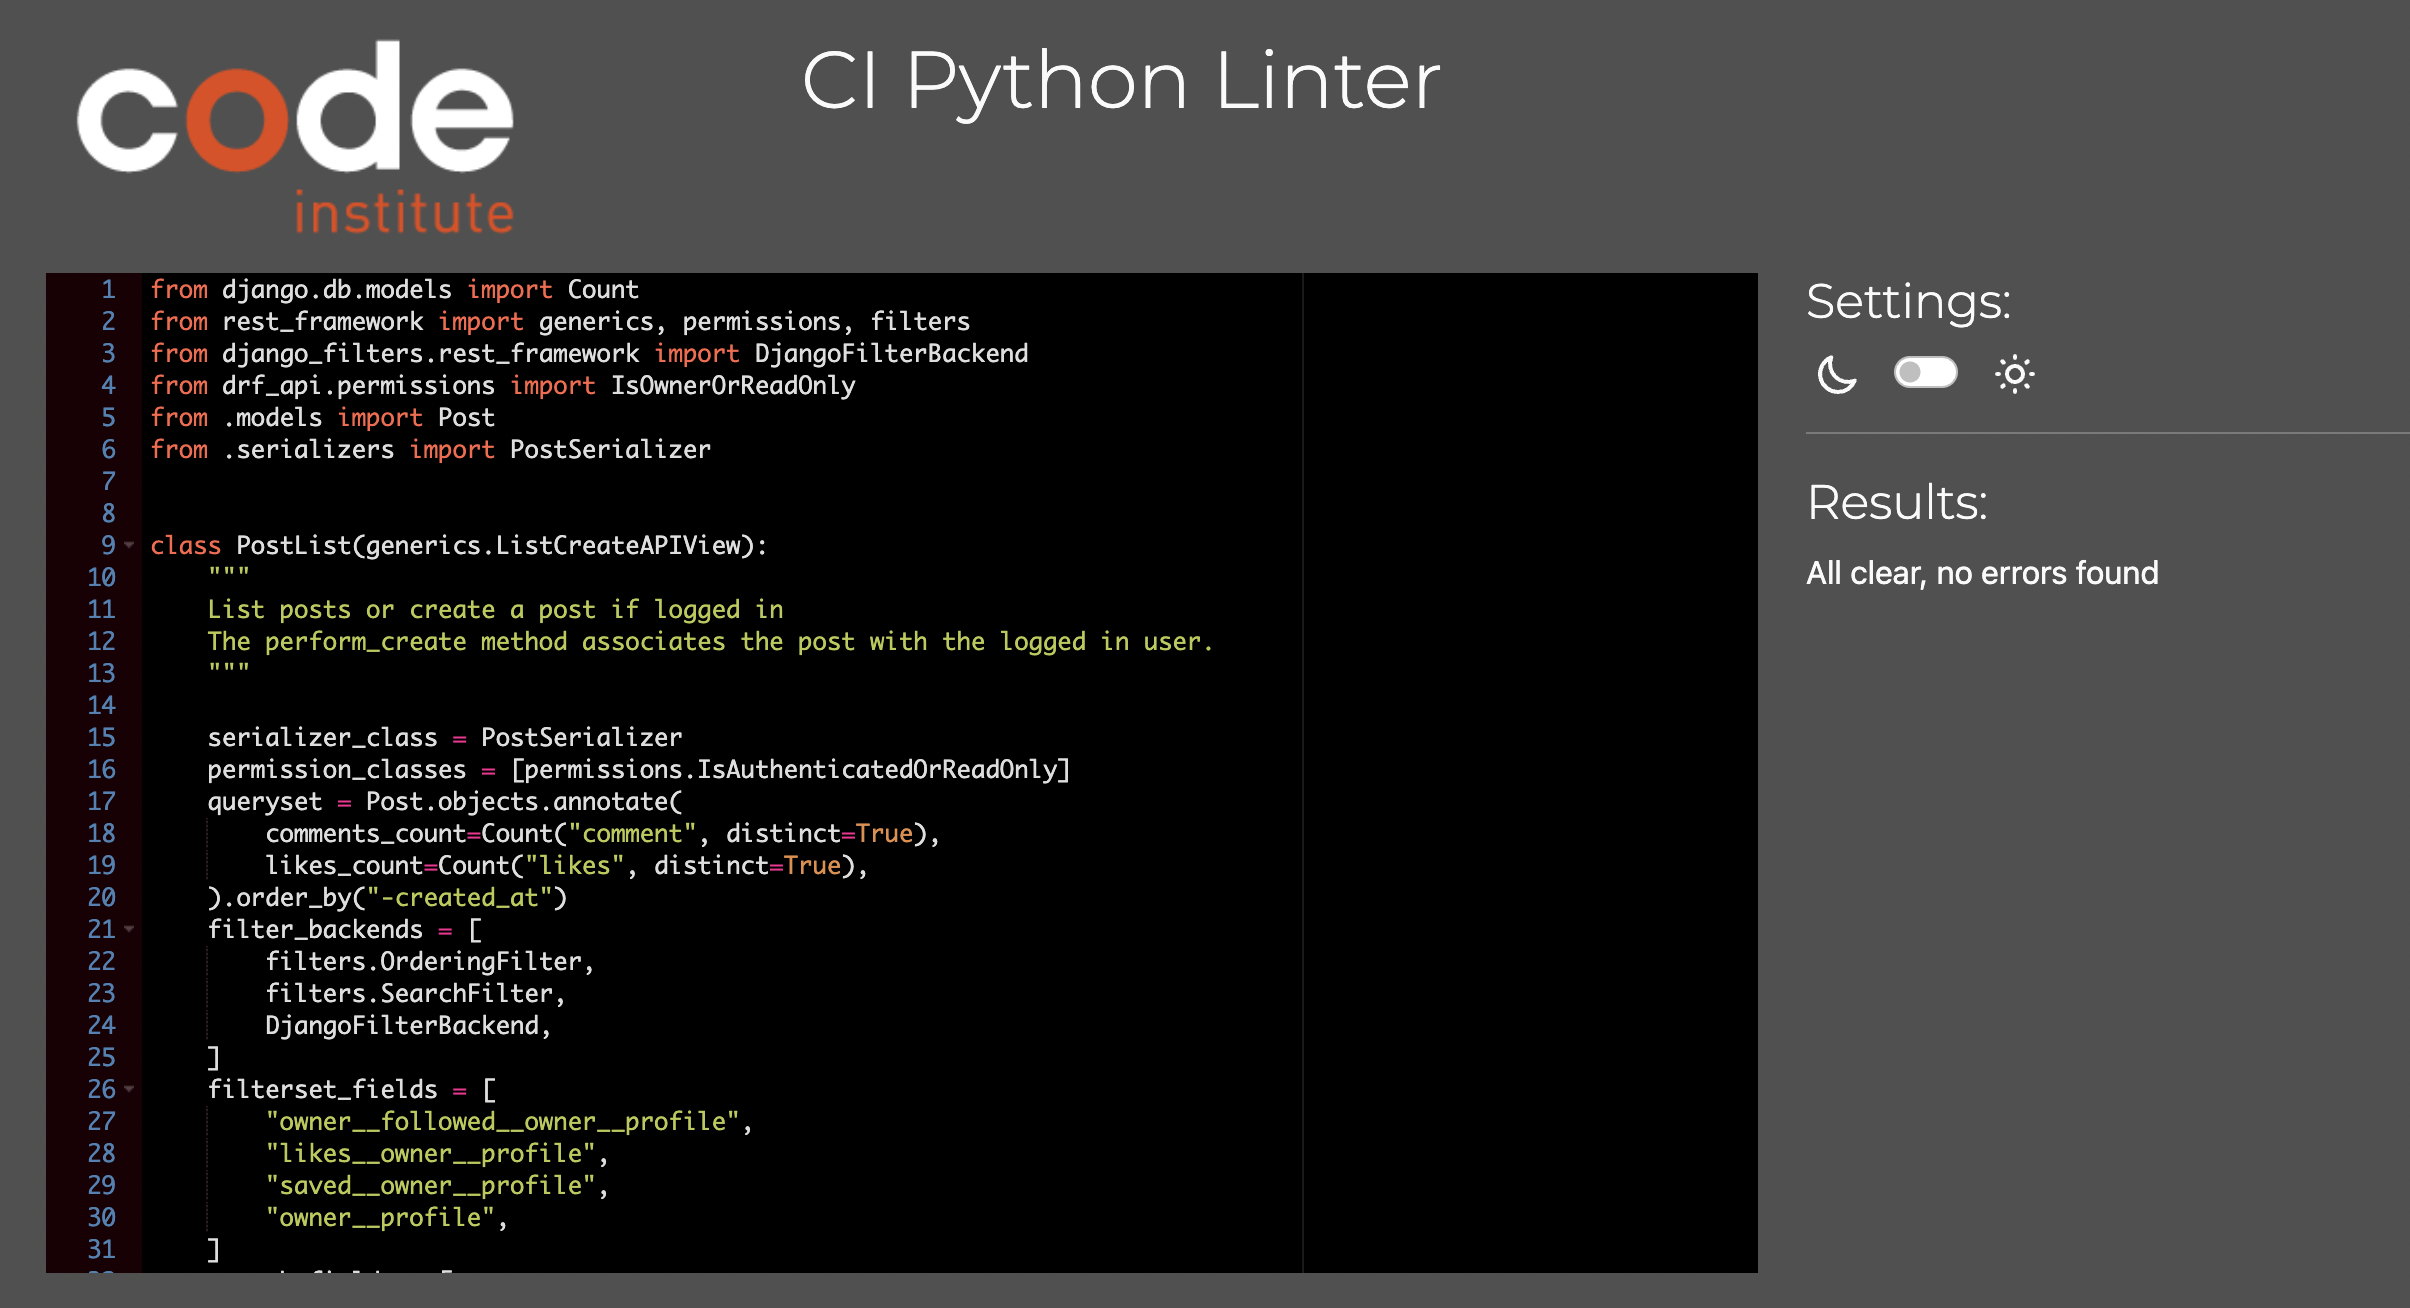 code
institute
CI Python Linter
1 from django.db.models import Count
2 from rest_framework import generics, permissions, filters
3 from django_filters.rest_framework import DjangoFilterBackend
4 from drf_api.permissions import IsOwnerOrReadOnly
5 from .models import Post
6 from .serializers import PostSerializer
7
8
9 class PostList(generics.ListCreateAPIView):
10     """
11     List posts or create a post if logged in
12     The perform_create method associates the post with the logged in user.
13     """
14
15     serializer_class = PostSerializer
16     permission_classes = [permissions.IsAuthenticatedOrReadOnly]
17     queryset = Post.objects.annotate(
18         comments_count=Count("comment", distinct=True),
19         likes_count=Count("likes", distinct=True),
20     ).order_by("-created_at")
21     filter_backends = [
22         filters.OrderingFilter,
23         filters.SearchFilter,
24         DjangoFilterBackend,
25     ]
26     filterset_fields = [
27         "owner__followed__owner__profile",
28         "likes__owner__profile",
29         "saved__owner__profile",
30         "owner__profile",
31     ]
Settings:
Results:
All clear, no errors found